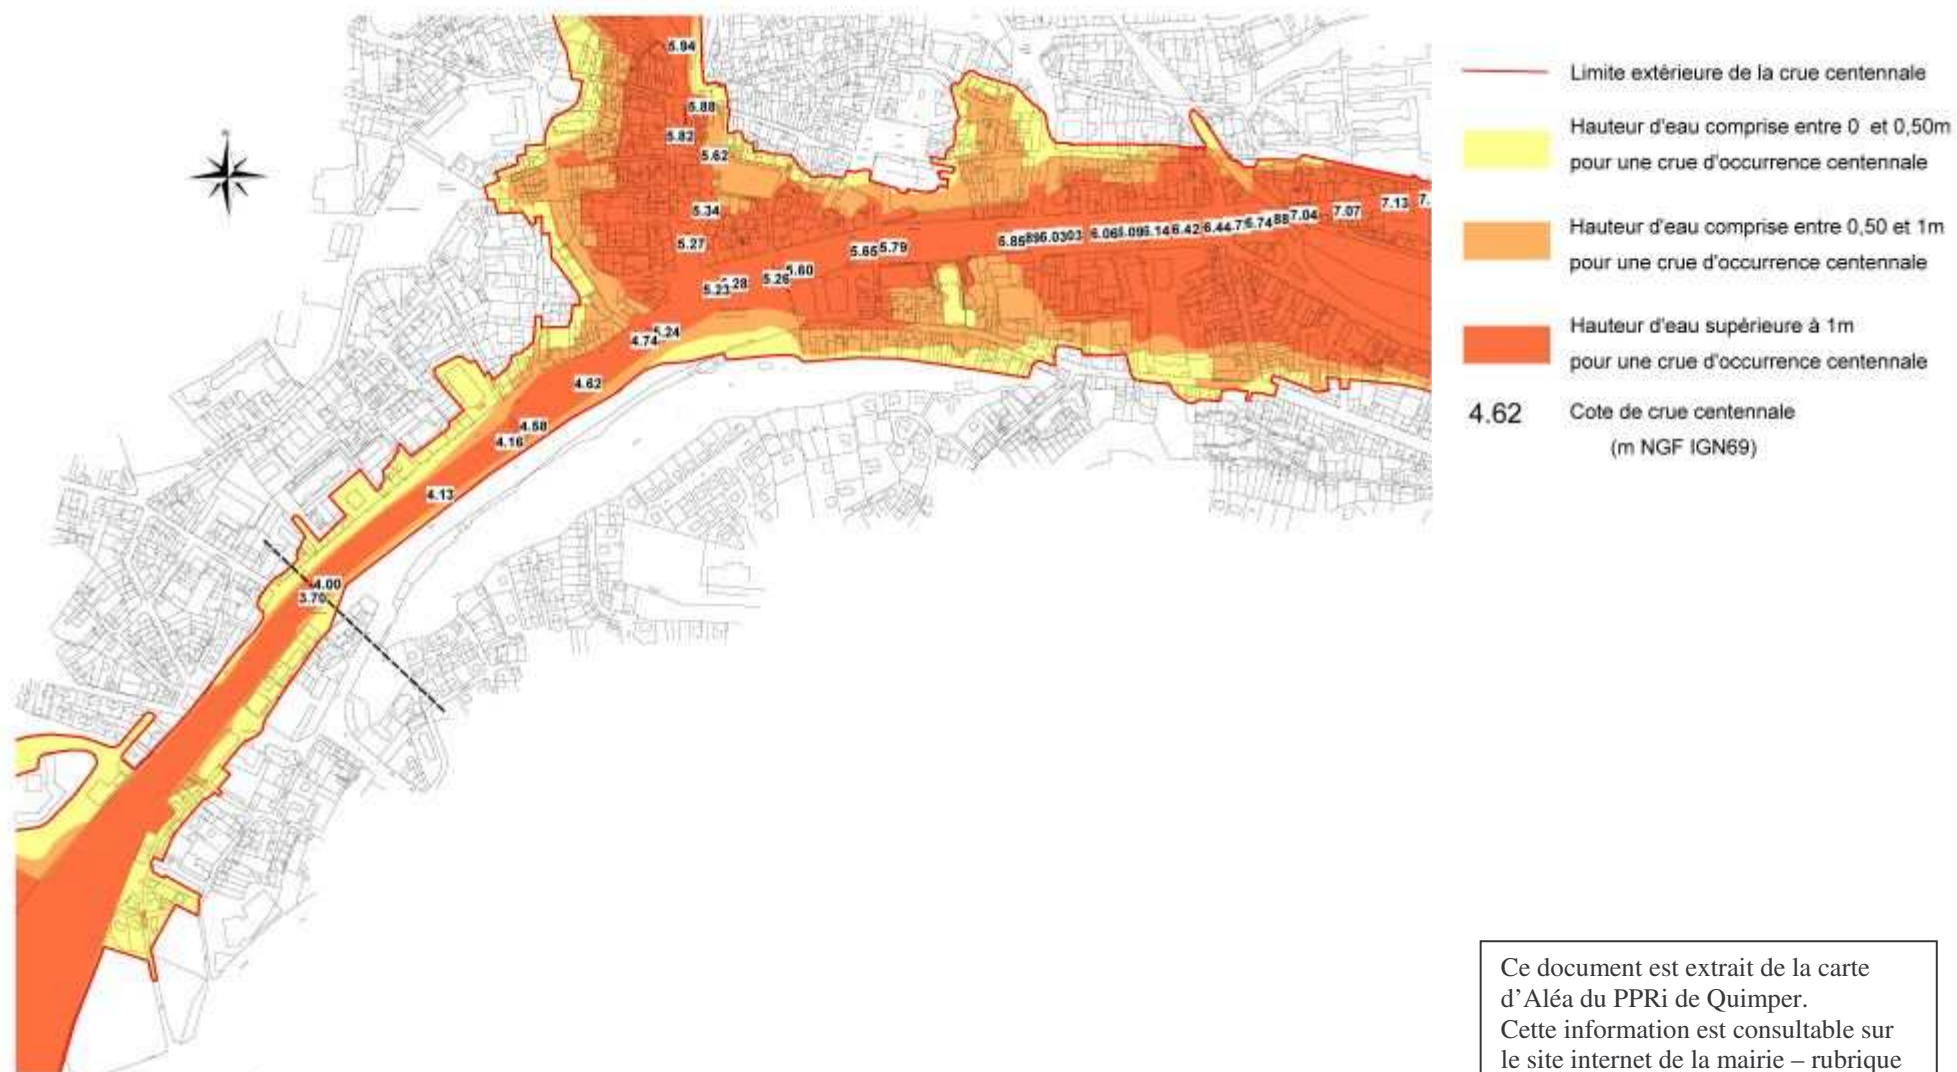 5.94
5.88
5.82
5.62
5.34
5.27
5.65 5.79
5.60
5.26
5.23
5.24
4.74
4.62
4.58
4.16
4.13
4.00
3.70
6.42
7.04
7.07
7.13
Limite extérieure de la crue centennale
Hauteur d'eau comprise entre 0 et 0,50m
pour une crue d'occurrence centennale
Hauteur d'eau comprise entre 0,50 et 1m
pour une crue d'occurrence centennale
Hauteur d'eau supérieure à 1m
pour une crue d'occurrence centennale
4.62 Cote de crue centennale
(m NGF IGN69)
Ce document est extrait de la carte
d'Aléa du PPRi de Quimper.
Cette information est consultable sur
le site internet de la mairie – rubrique